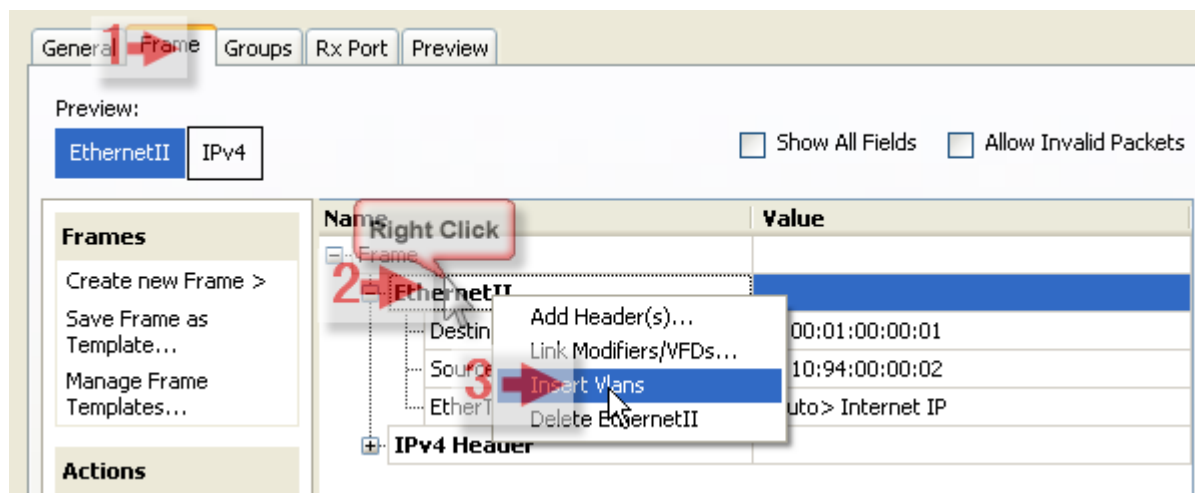 General 1 Frame Groups Rx Port Preview
Preview:
EthernetII IPv4
Show All Fields Allow Invalid Packets
Frames
Create new Frame >
Save Frame as
Template...
Manage Frame
Templates...
Actions
Name Value
Right Click
Frame
2 EthernetII
Destin 00:01:00:00:01
Source 10:94:00:00:02
EtherT uto> Internet IP
IPv4 Header
Add Header(s)...
Link Modifiers/VFDs...
3 Insert Vlans
Delete EthernetII